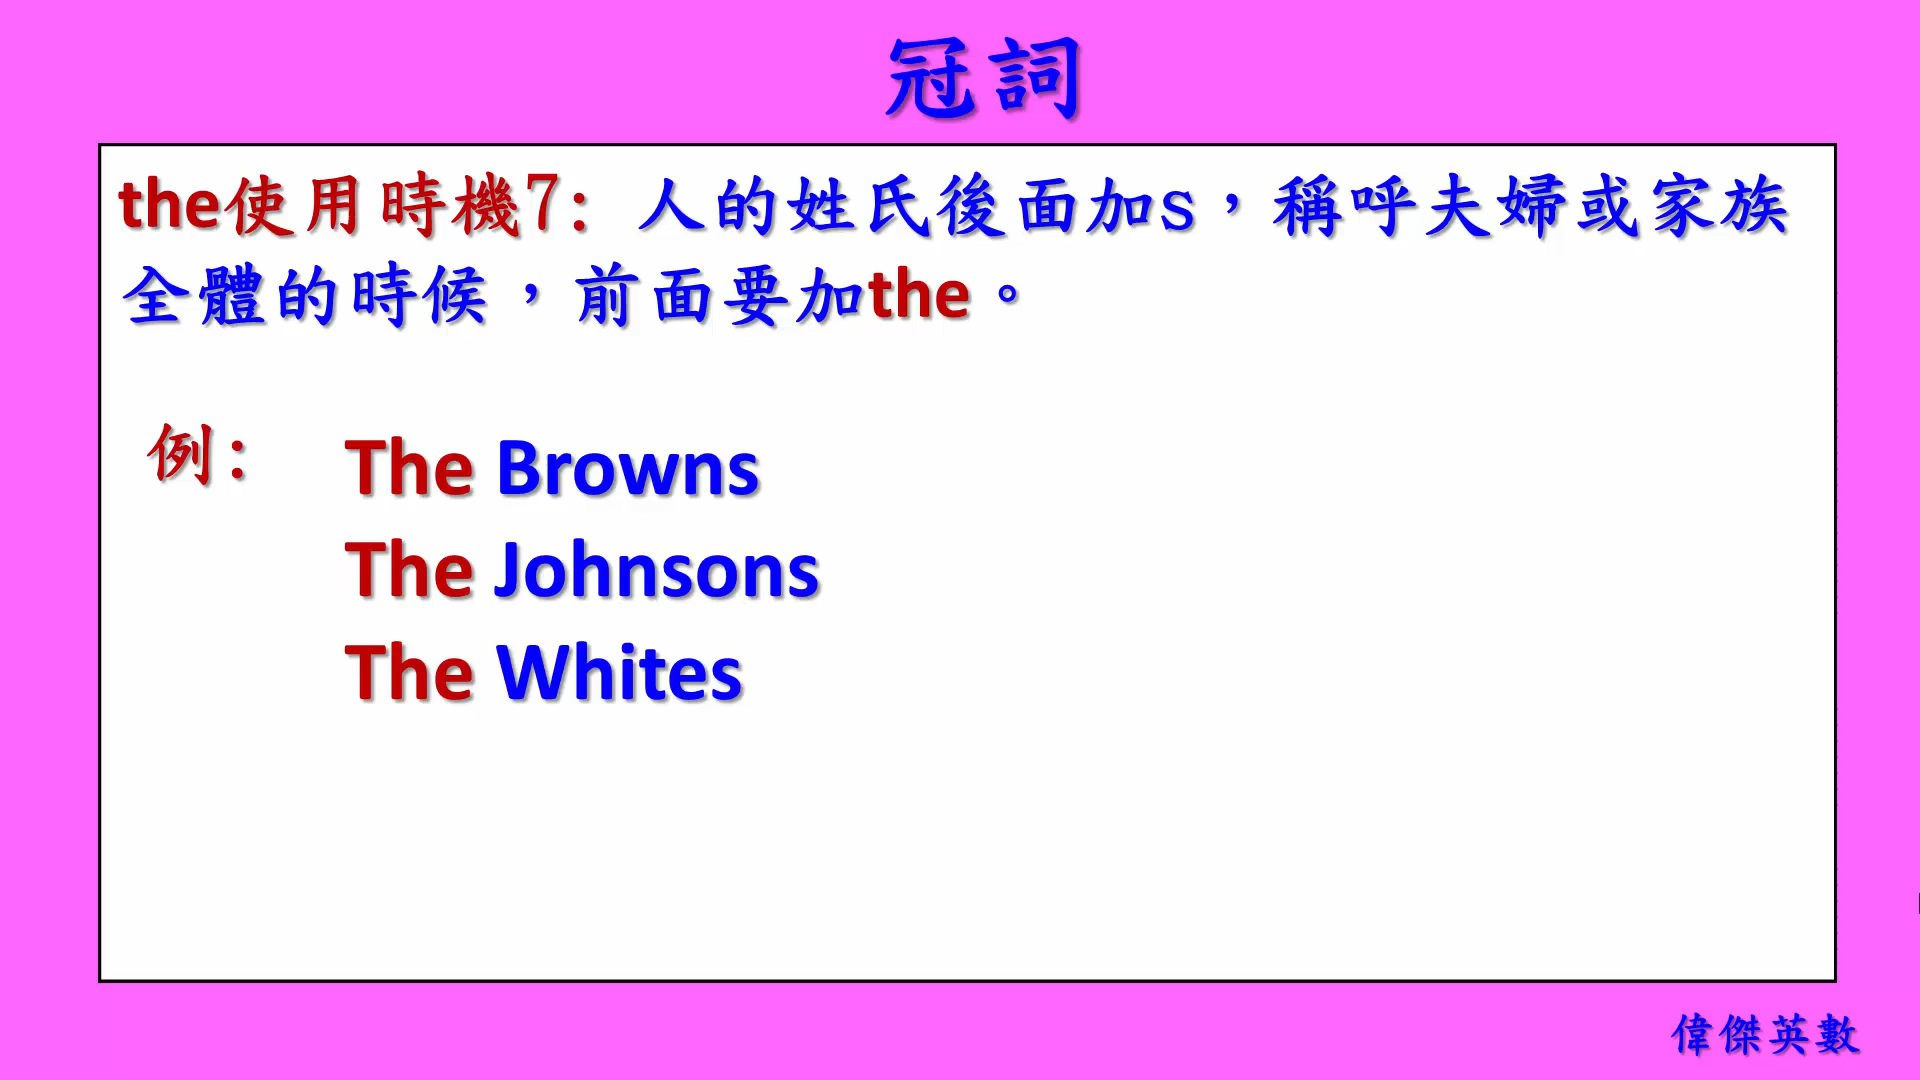 冠詞
the使用時機7: 人的姓氏後面加s，稱呼夫婦或家族
全體的時候，前面要加the。
例: The Browns
The Johnsons
The Whites
偉傑英數